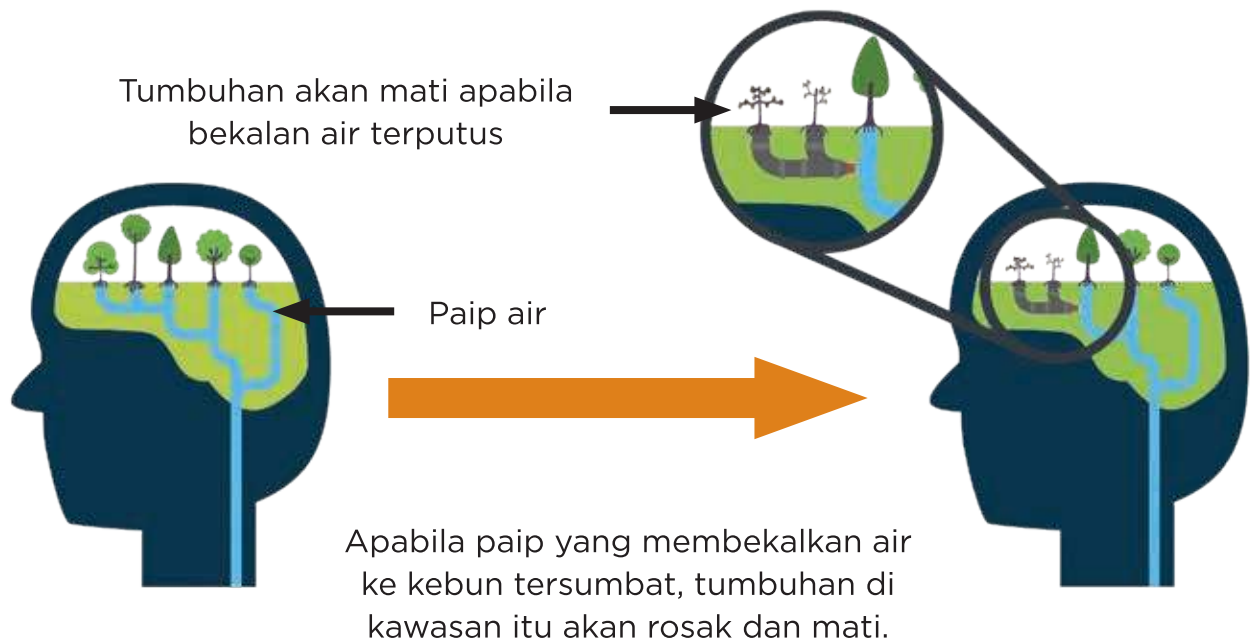 Tumbuhan akan mati apabila
bekalan air terputus
Paip air
Apabila paip yang membekalkan air
ke kebun tersumbat, tumbuhan di
kawasan itu akan rosak dan mati.